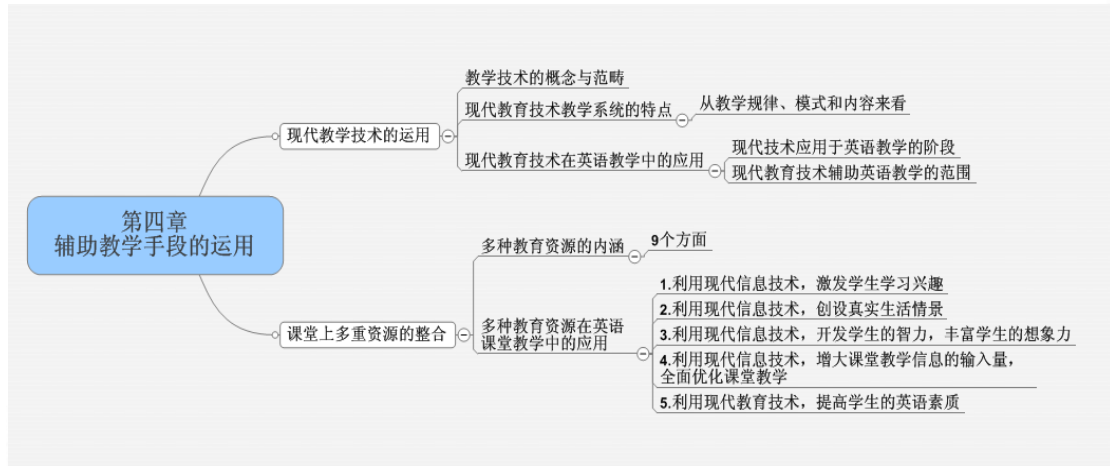 第四章
辅助教学手段的运用
现代教学技术的运用
教学技术的概念与范畴
现代教育技术教学系统的特点
从教学规律、模式和内容来看
现代教育技术在英语教学中的应用
现代技术应用于英语教学的阶段
现代教育技术辅助英语教学的范围
课堂上多重资源的整合
多种教育资源的内涵
9个方面
多种教育资源在英语
课堂教学中的应用
1.利用现代信息技术，激发学生学习兴趣
2.利用现代信息技术，创设真实生活情景
3.利用现代信息技术，开发学生的智力，丰富学生的想象力
4.利用现代信息技术，增大课堂教学信息的输入量，
全面优化课堂教学
5.利用现代教育技术，提高学生的英语素质